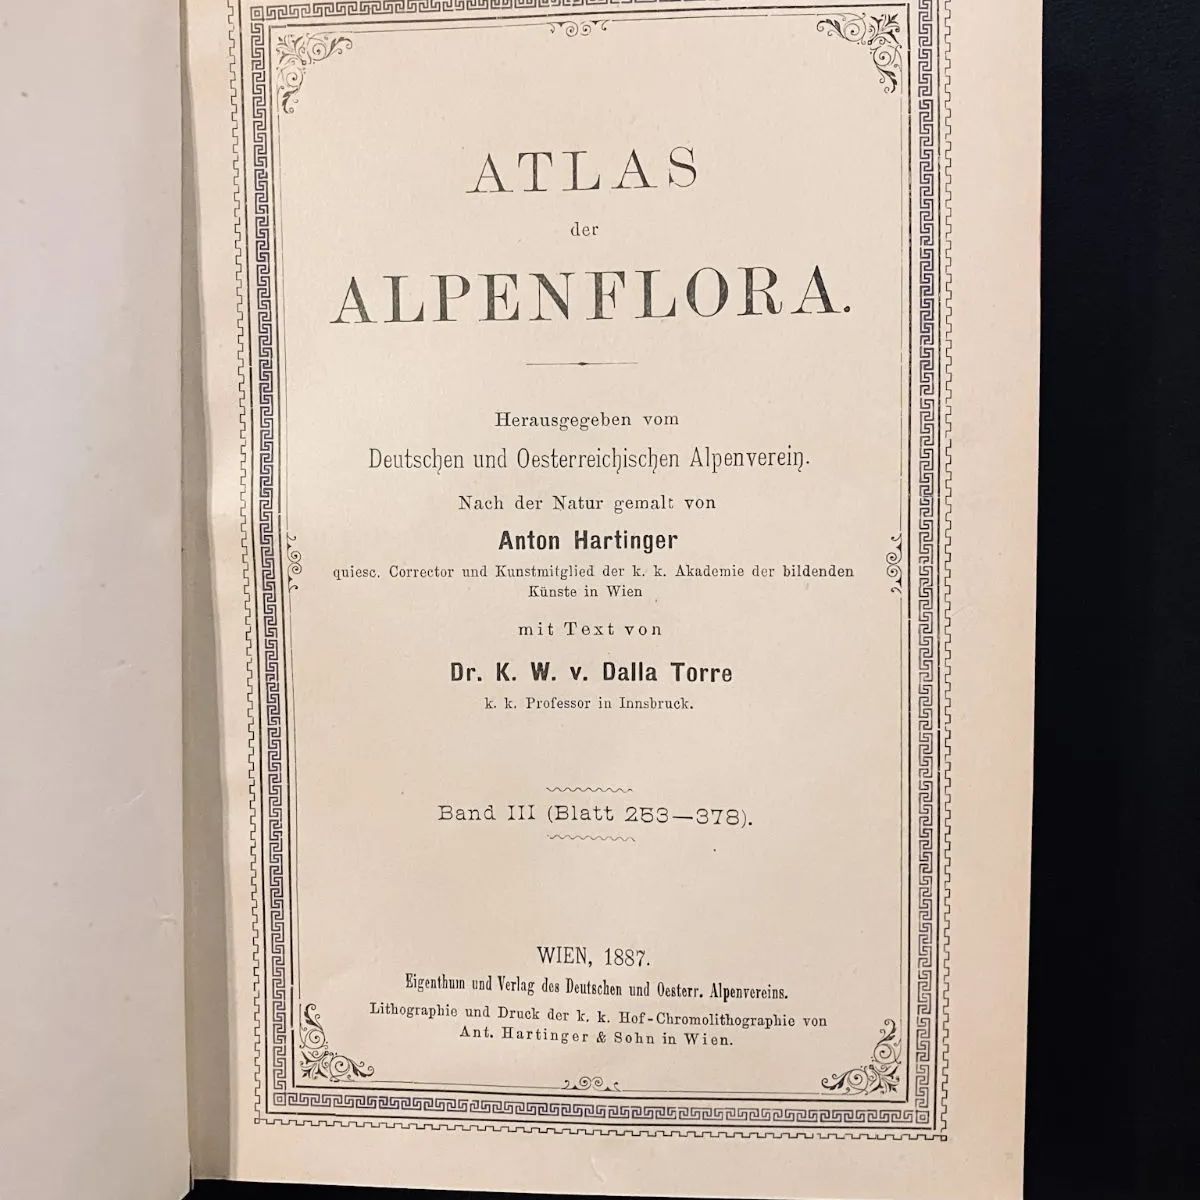 ATLAS
der
ALPENFLORA.
Herausgegeben vom
Deutschen und Oesterreichischen Alpenverein.
Nach der Natur gemalt von
Anton Hartinger
quiesc. Corrector und Kunstmitglied der k. k. Akademie der bildenden
Künste in Wien
mit Text von
Dr. K. W. v. Dalla Torre
k. k. Professor in Innsbruck.
Band III (Blatt 253—378).
WIEN, 1887.
Eigenthum und Verlag des Deutschen und Oesterr. Alpenvereins.
Lithographie und Druck der k. k. Hof-Chromolithographie von
Ant. Hartinger & Sohn in Wien.